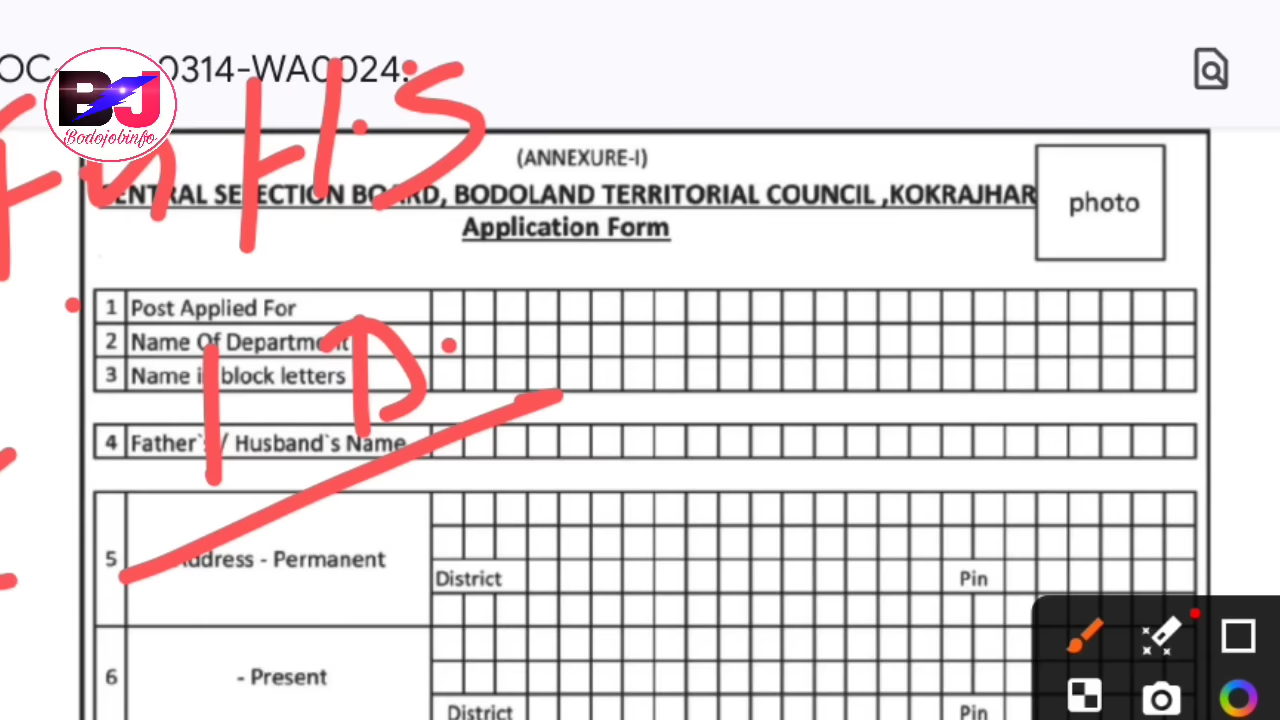 0314-WA0024:
BJ
Bodojobinfo
H.S
(ANNEXURE-I)
CENTRAL SELECTION BOARD, BODOLAND TERRITORIAL COUNCIL ,KOKRAJHAR
Application Form
photo
1 Post Applied For
2 Name Of Department
3 Name in block letters
I D
4 Father`s / Husband`s Name
5 Address - Permanent
District Pin
6 - Present
District Pin